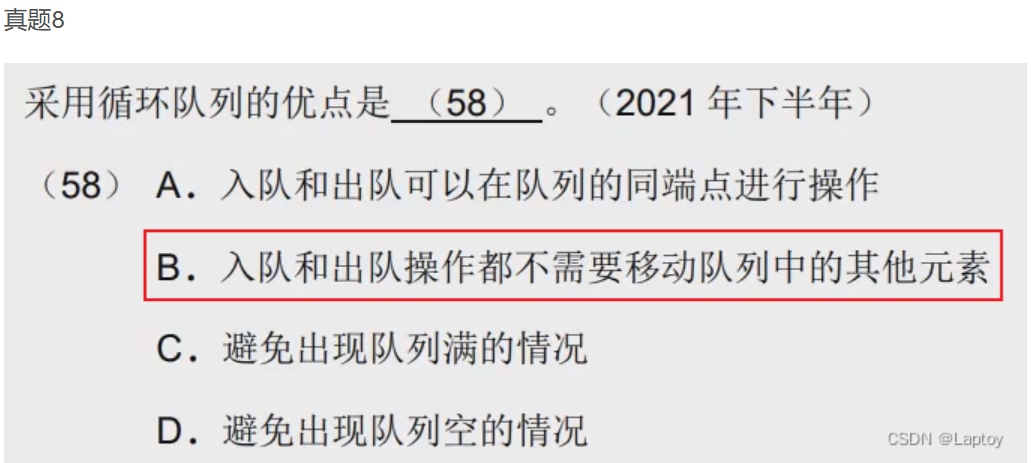 真题8
采用循环队列的优点是 （58） 。（2021 年下半年）
（58） A．入队和出队可以在队列的同端点进行操作
B．入队和出队操作都不需要移动队列中的其他元素
C．避免出现队列满的情况
D．避免出现队列空的情况
CSDN @Laptoy